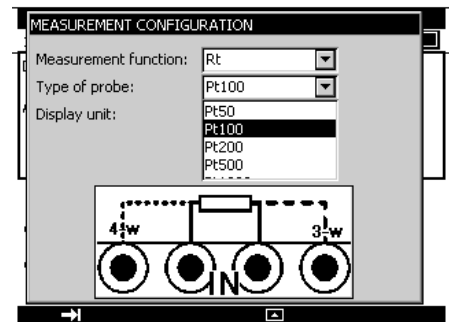 MEASUREMENT CONFIGURATION
Measurement function: Rt
Type of probe: Pt100
Display unit:
Pt50
Pt100
Pt200
Pt500
4-W
3-W
IN